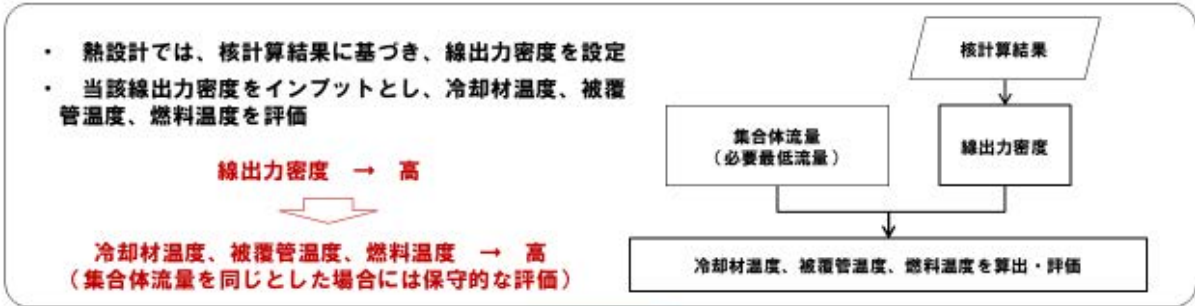 ・ 熱設計では、核計算結果に基づき、線出力密度を設定
・ 当該線出力密度をインプットとし、冷却材温度、被覆
管温度、燃料温度を評価
線出力密度 → 高
冷却材温度、被覆管温度、燃料温度 → 高
（集合体流量を同じとした場合には保守的な評価）
核計算結果
集合体流量
（必要最低流量）
線出力密度
冷却材温度、被覆管温度、燃料温度を算出・評価